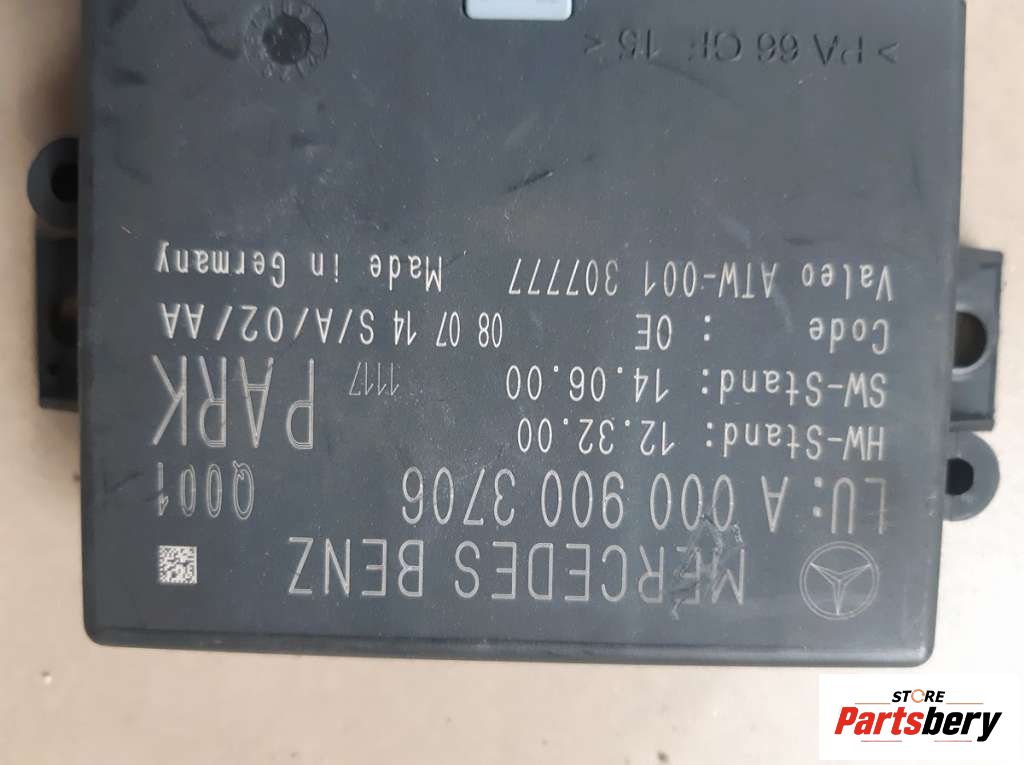 MERCEDES BENZ
LU: A 000 900 3706 Q001
HW-Stand: 12.32.00 PARK
SW-Stand: 14.06.00 1117
Code : OE 08 07 14 S/A/02/AA
Valeo ATW-001 307777 Made in Germany
> PA 66 GF 15 <
STORE
Partsbery